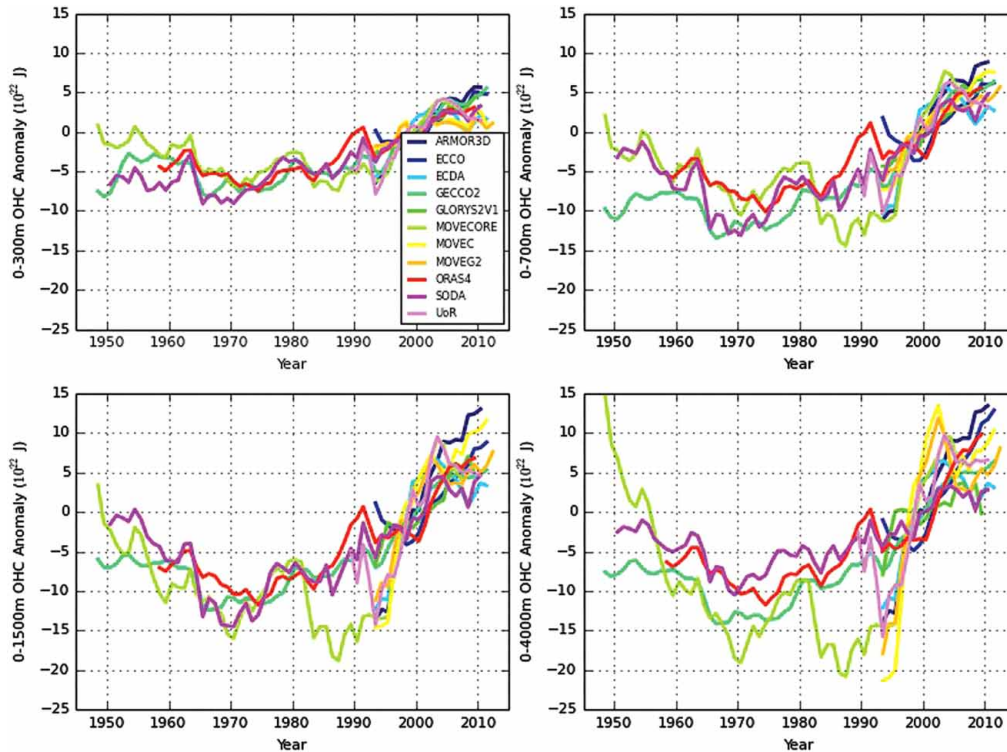 15
10
5
0
−5
−10
−15
−20
−25
0-300m OHC Anomaly (10²² J)
1950 1960 1970 1980 1990 2000 2010
Year
ARMOR3D
ECCO
ECDA
GECCO2
GLORYS2V1
MOVECORE
MOVEC
MOVEG2
ORAS4
SODA
UoR
15
10
5
0
−5
−10
−15
−20
−25
0-700m OHC Anomaly (10²² J)
1950 1960 1970 1980 1990 2000 2010
Year
15
10
5
0
−5
−10
−15
−20
−25
0-1500m OHC Anomaly (10²² J)
1950 1960 1970 1980 1990 2000 2010
Year
15
10
5
0
−5
−10
−15
−20
−25
0-4000m OHC Anomaly (10²² J)
1950 1960 1970 1980 1990 2000 2010
Year